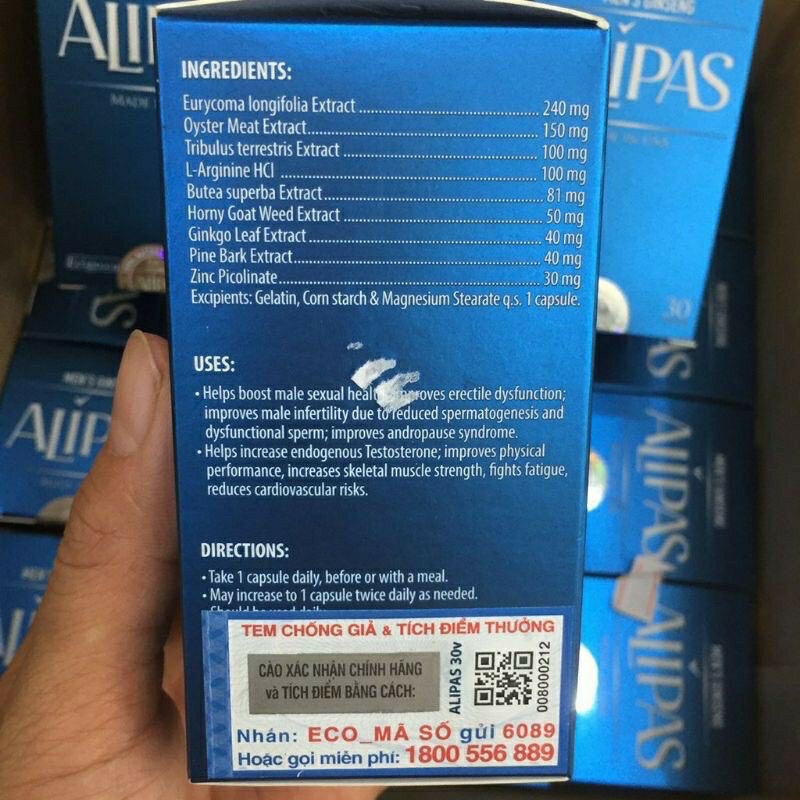 INGREDIENTS:
Eurycoma longifolia Extract 240 mg
Oyster Meat Extract 150 mg
Tribulus terrestris Extract 100 mg
L-Arginine HCl 100 mg
Butea superba Extract 81 mg
Horny Goat Weed Extract 50 mg
Ginkgo Leaf Extract 40 mg
Pine Bark Extract 40 mg
Zinc Picolinate 30 mg
Excipients: Gelatin, Corn starch & Magnesium Stearate q.s. 1 capsule.
USES:
• Helps boost male sexual health; improves erectile dysfunction;
improves male infertility due to reduced spermatogenesis and
dysfunctional sperm; improves andropause syndrome.
• Helps increase endogenous Testosterone; improves physical
performance, increases skeletal muscle strength, fights fatigue,
reduces cardiovascular risks.
DIRECTIONS:
• Take 1 capsule daily, before or with a meal.
• May increase to 1 capsule twice daily as needed.
• Should be used daily
TEM CHỐNG GIẢ & TÍCH ĐIỂM THƯỞNG
CÀO XÁC NHẬN CHÍNH HÃNG
và TÍCH ĐIỂM BẰNG CÁCH:
ALIPAS 30v
008000212
Nhán: ECO_MÃ SỐ gửi 6089
Hoặc gọi miễn phí: 1800 556 889
ALIPAS
MADE
MEN'S GINSENG
ALIPAS
30
ALIPAS
ALIPAS